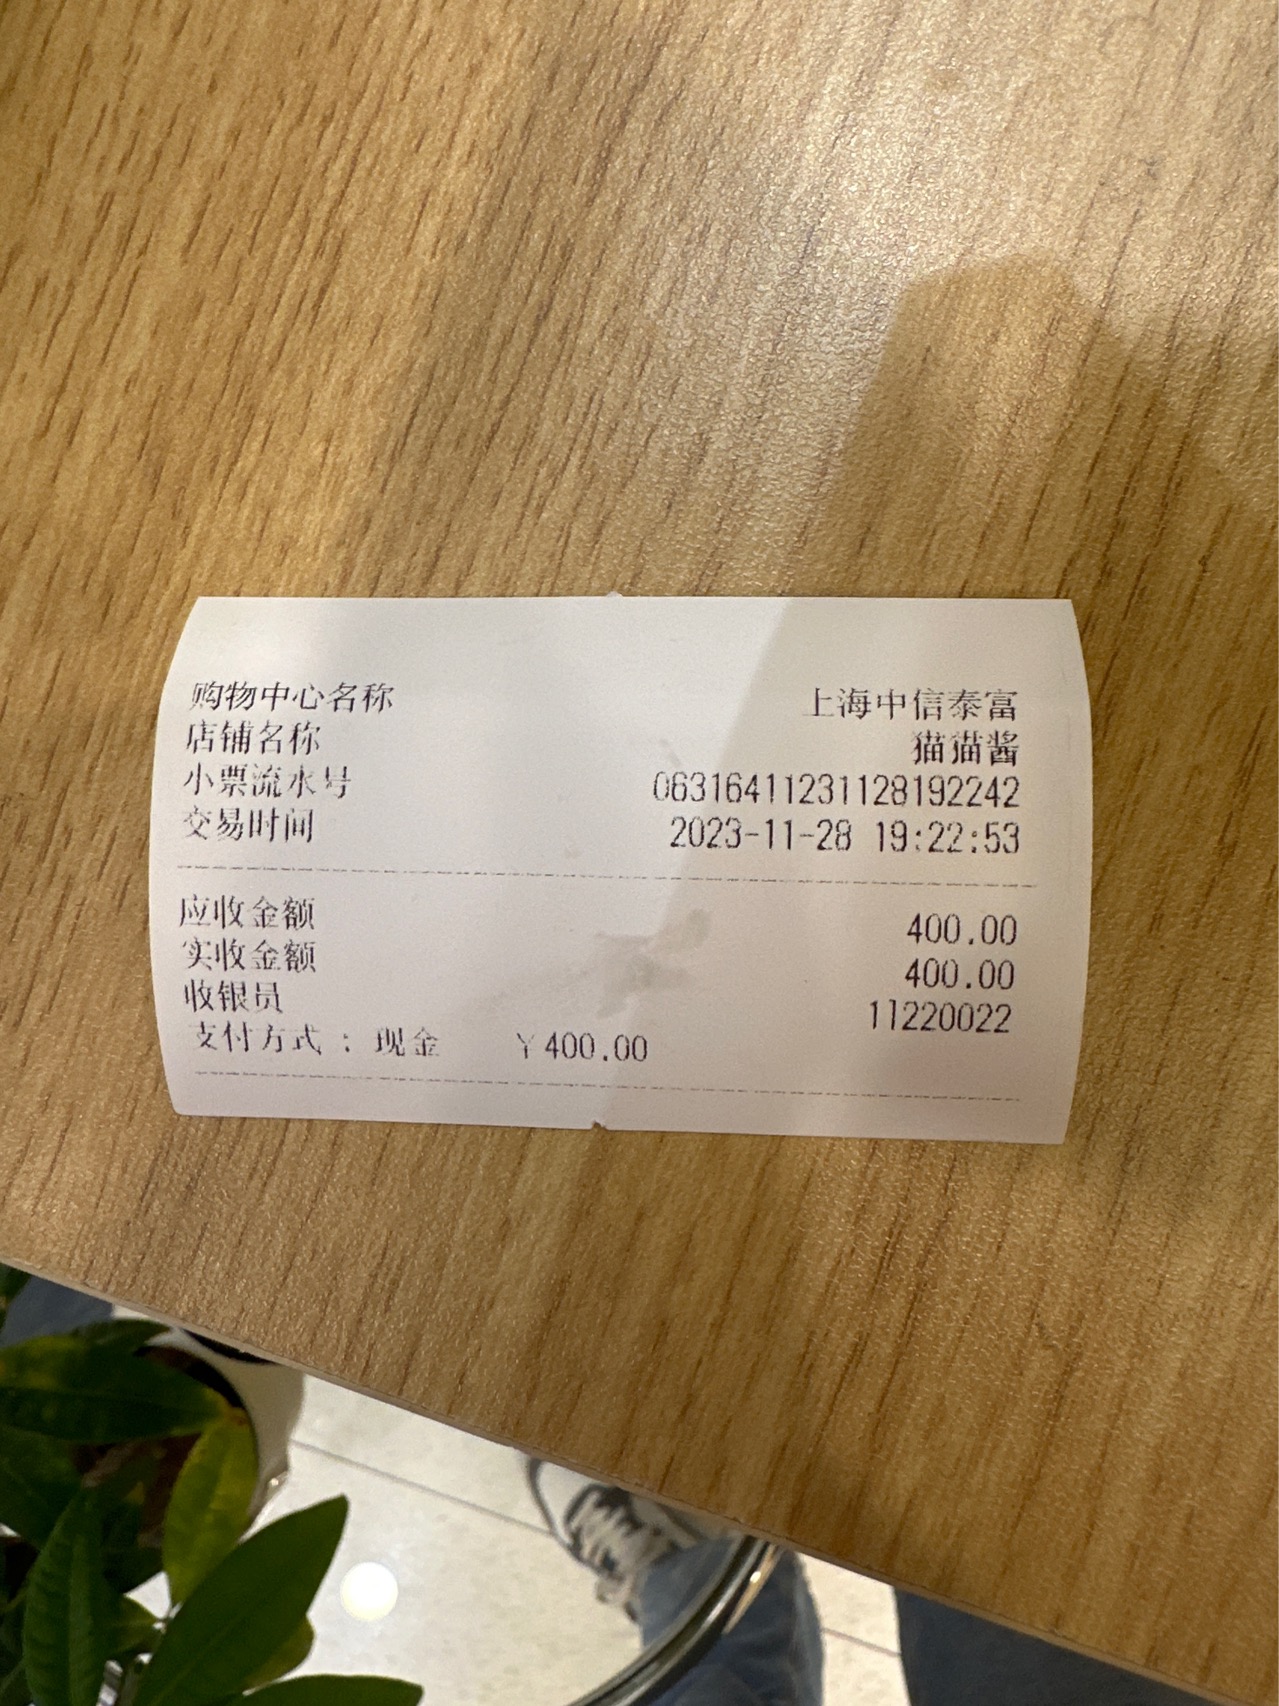 购物中心名称 上海中信泰富
店铺名称 猫猫酱
小票流水号 06316411231128192242
交易时间 2023-11-28 19:22:53
应收金额 400.00
实收金额 400.00
收银员 11220022
支付方式 : 现金 ¥400.00